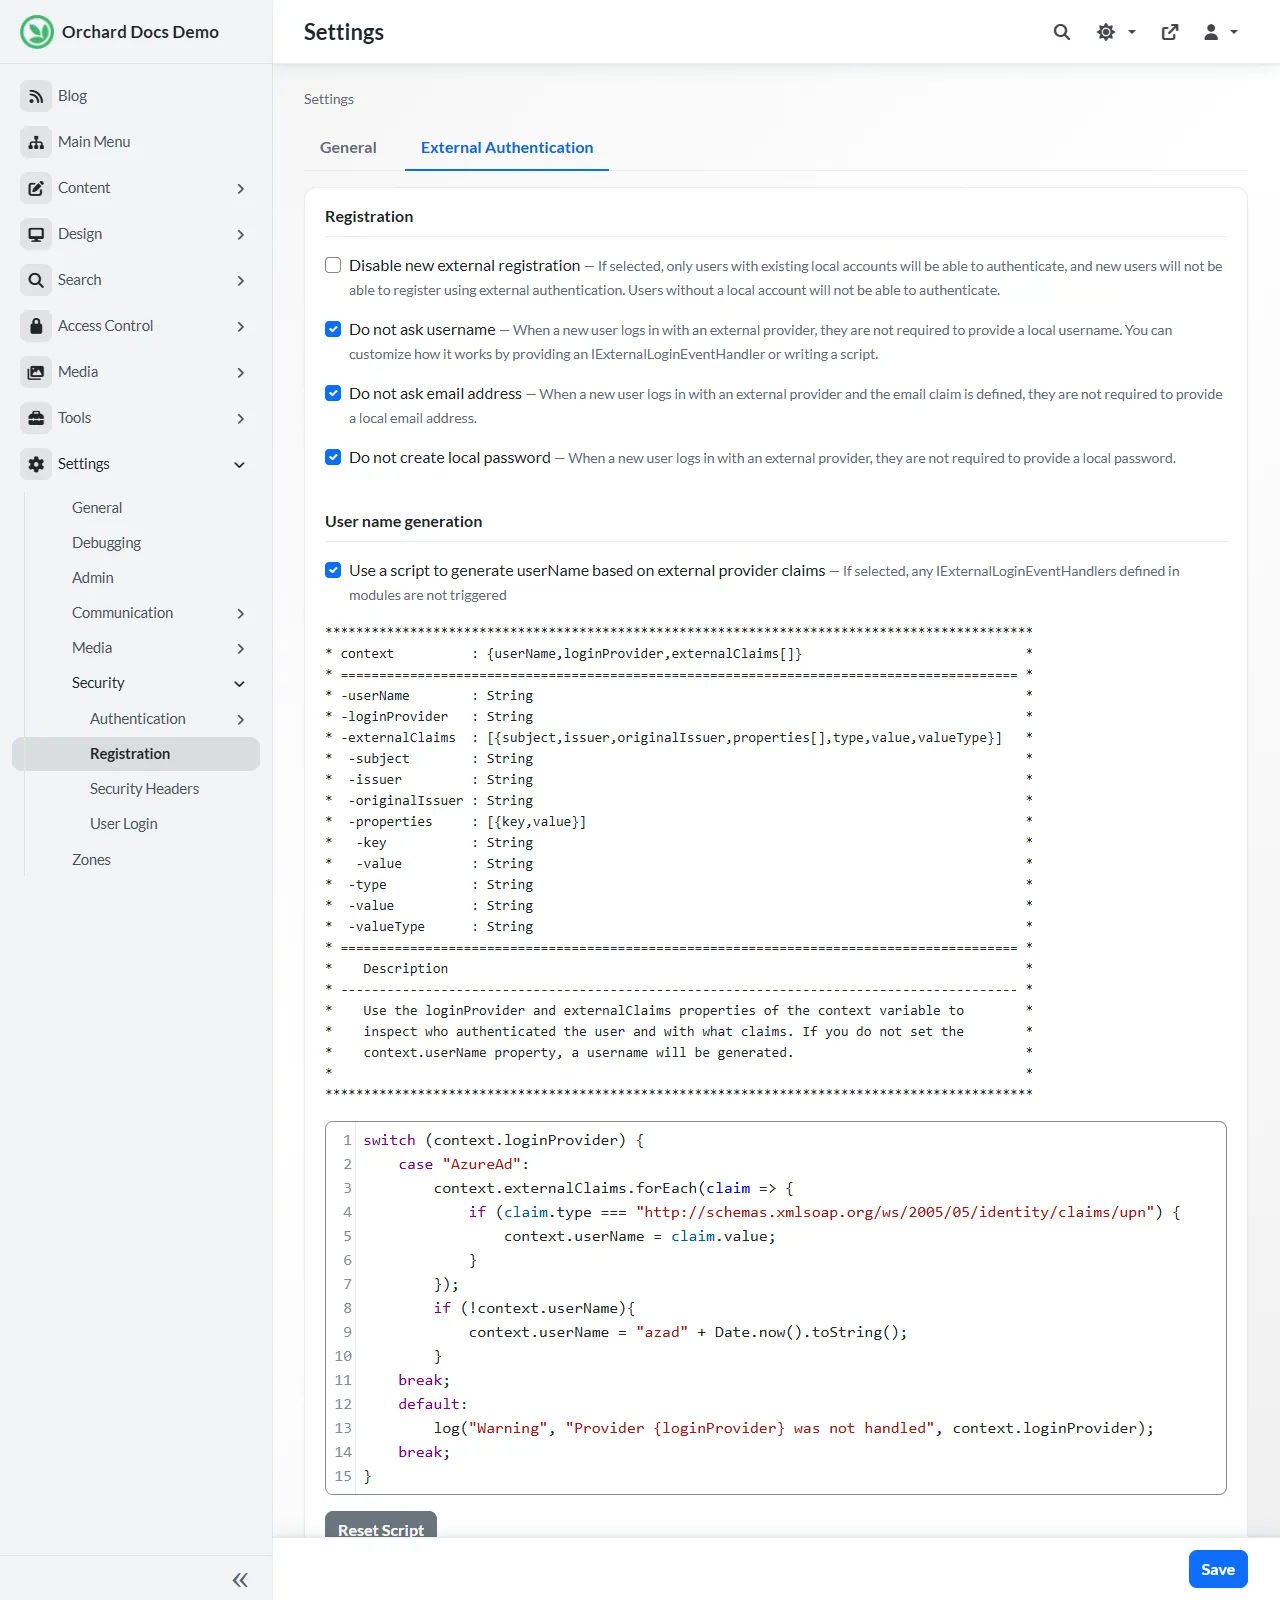 Orchard Docs Demo
Settings
Blog
Main Menu
Content
Design
Search
Access Control
Media
Tools
Settings
General
Debugging
Admin
Communication
Media
Security
Authentication
Registration
Security Headers
User Login
Zones
Settings
General
External Authentication
Registration
Disable new external registration — If selected, only users with existing local accounts will be able to authenticate, and new users will not be
able to register using external authentication. Users without a local account will not be able to authenticate.
Do not ask username — When a new user logs in with an external provider, they are not required to provide a local username. You can
customize how it works by providing an IExternalLoginEventHandler or writing a script.
Do not ask email address — When a new user logs in with an external provider and the email claim is defined, they are not required to provide
a local email address.
Do not create local password — When a new user logs in with an external provider, they are not required to provide a local password.
User name generation
Use a script to generate userName based on external provider claims — If selected, any IExternalLoginEventHandlers defined in
modules are not triggered
********************************************************************************************
* context          : {userName,loginProvider,externalClaims[]}                             *
* ======================================================================================== *
* -userName        : String                                                                *
* -loginProvider   : String                                                                *
* -externalClaims  : [{subject,issuer,originalIssuer,properties[],type,value,valueType}]   *
*  -subject        : String                                                                *
*  -issuer         : String                                                                *
*  -originalIssuer : String                                                                *
*  -properties     : [{key,value}]                                                         *
*   -key           : String                                                                *
*   -value         : String                                                                *
*  -type           : String                                                                *
*  -value          : String                                                                *
*  -valueType      : String                                                                *
* ======================================================================================== *
*    Description                                                                           *
* ---------------------------------------------------------------------------------------- *
*    Use the loginProvider and externalClaims properties of the context variable to        *
*    inspect who authenticated the user and with what claims. If you do not set the        *
*    context.userName property, a username will be generated.                              *
*                                                                                          *
********************************************************************************************
1 switch (context.loginProvider) {
2     case "AzureAd":
3         context.externalClaims.forEach(claim => {
4             if (claim.type === "http://schemas.xmlsoap.org/ws/2005/05/identity/claims/upn") {
5                 context.userName = claim.value;
6             }
7         });
8         if (!context.userName){
9             context.userName = "azad" + Date.now().toString();
10         }
11     break;
12     default:
13         log("Warning", "Provider {loginProvider} was not handled", context.loginProvider);
14     break;
15 }
Reset Script
Save